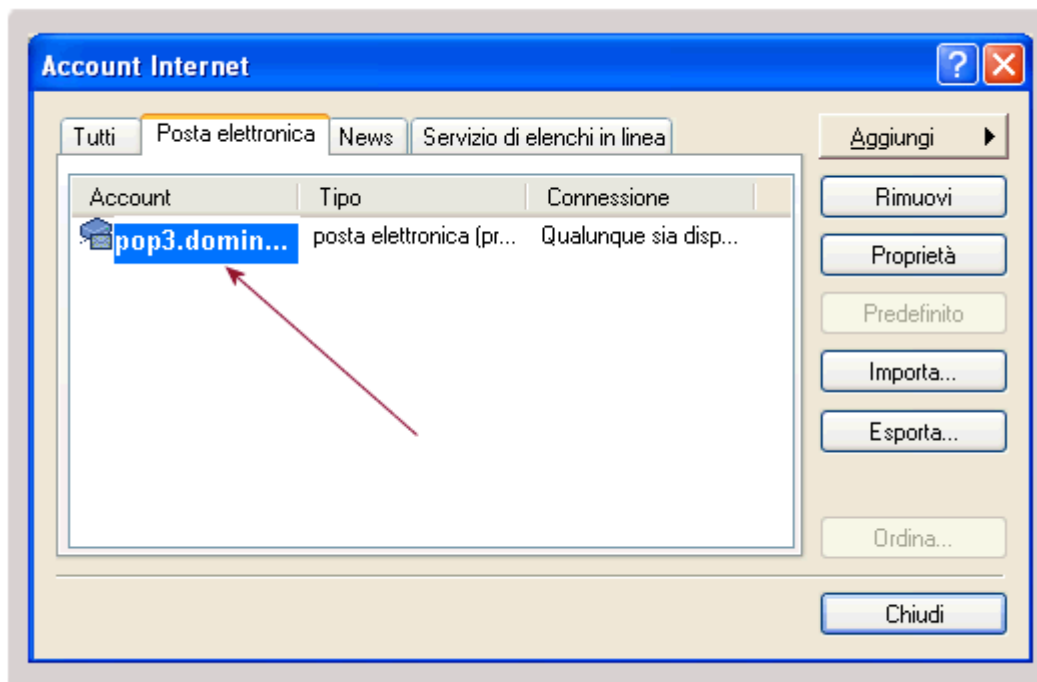 Account Internet
?
Tutti Posta elettronica News Servizio di elenchi in linea
Aggiungi
Account Tipo Connessione
Rimuovi
pop3.domin... posta elettronica (pr... Qualunque sia disp...
Proprietà
Predefinito
Importa...
Esporta...
Ordina...
Chiudi